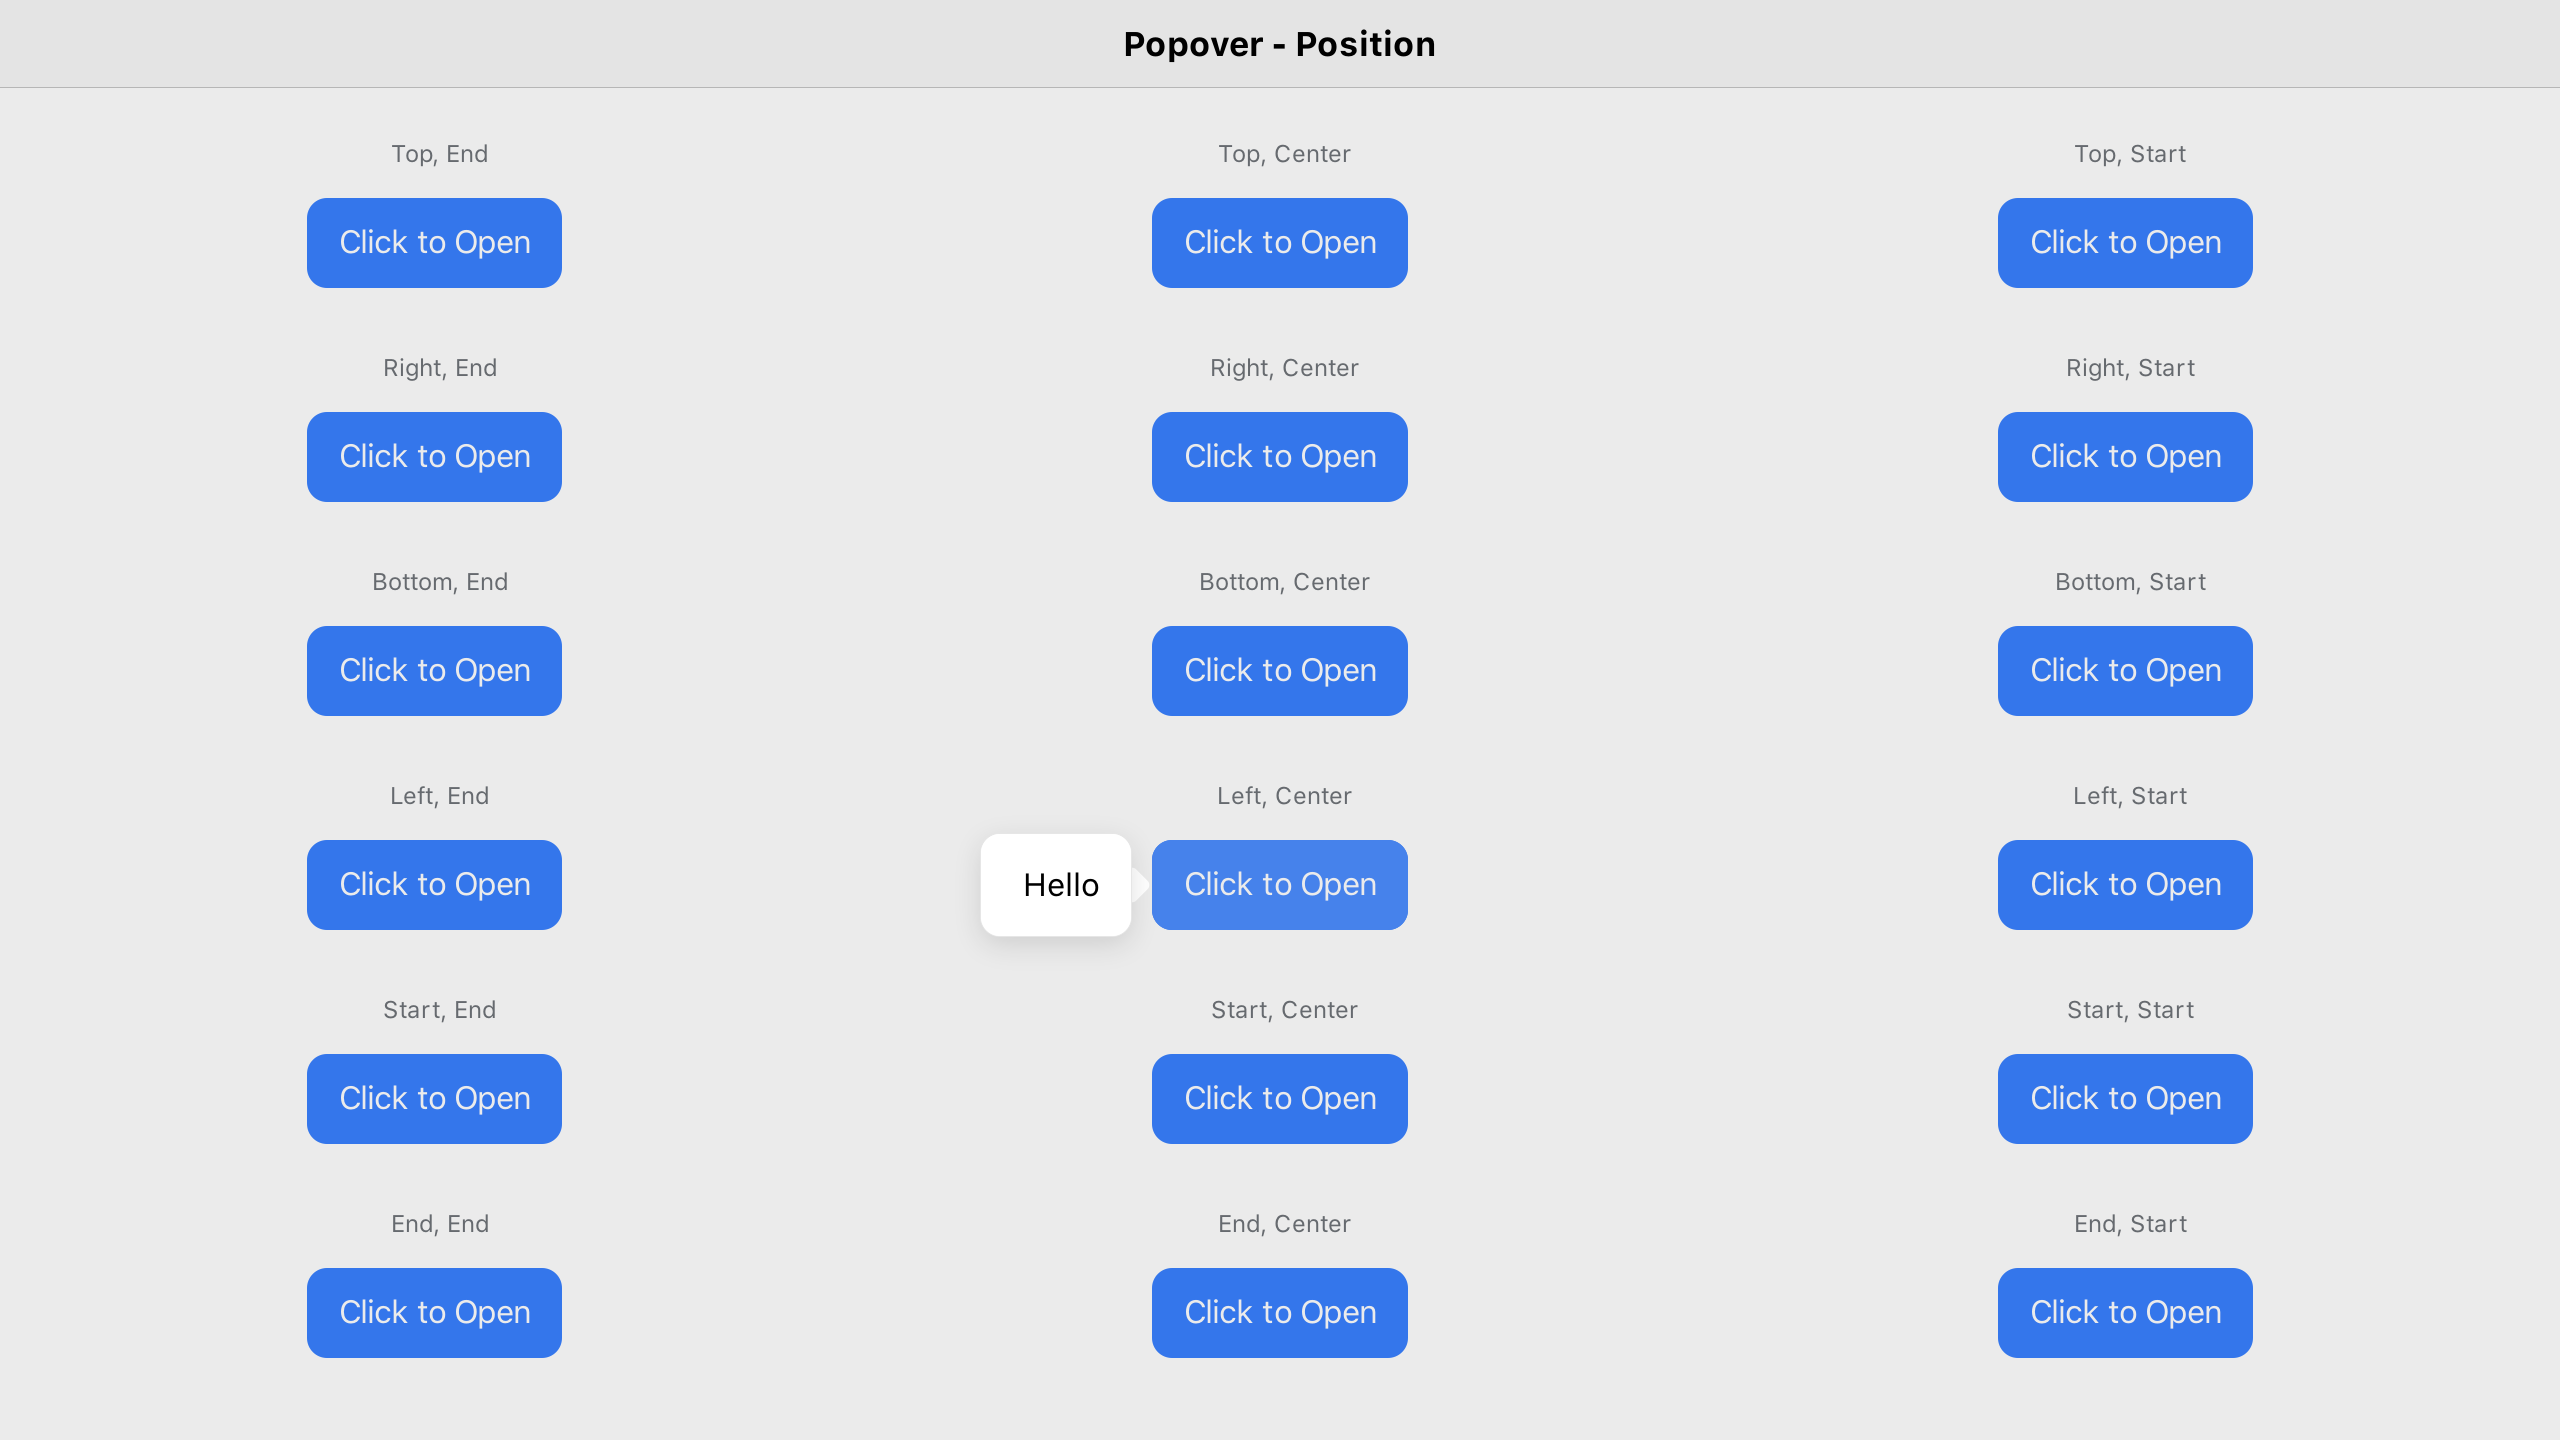 Popover - Position
Top, End
Top, Center
Top, Start
Click to Open
Click to Open
Click to Open
Right, End
Right, Center
Right, Start
Click to Open
Click to Open
Click to Open
Bottom, End
Bottom, Center
Bottom, Start
Click to Open
Click to Open
Click to Open
Left, End
Left, Center
Left, Start
Click to Open
Hello
Click to Open
Click to Open
Start, End
Start, Center
Start, Start
Click to Open
Click to Open
Click to Open
End, End
End, Center
End, Start
Click to Open
Click to Open
Click to Open